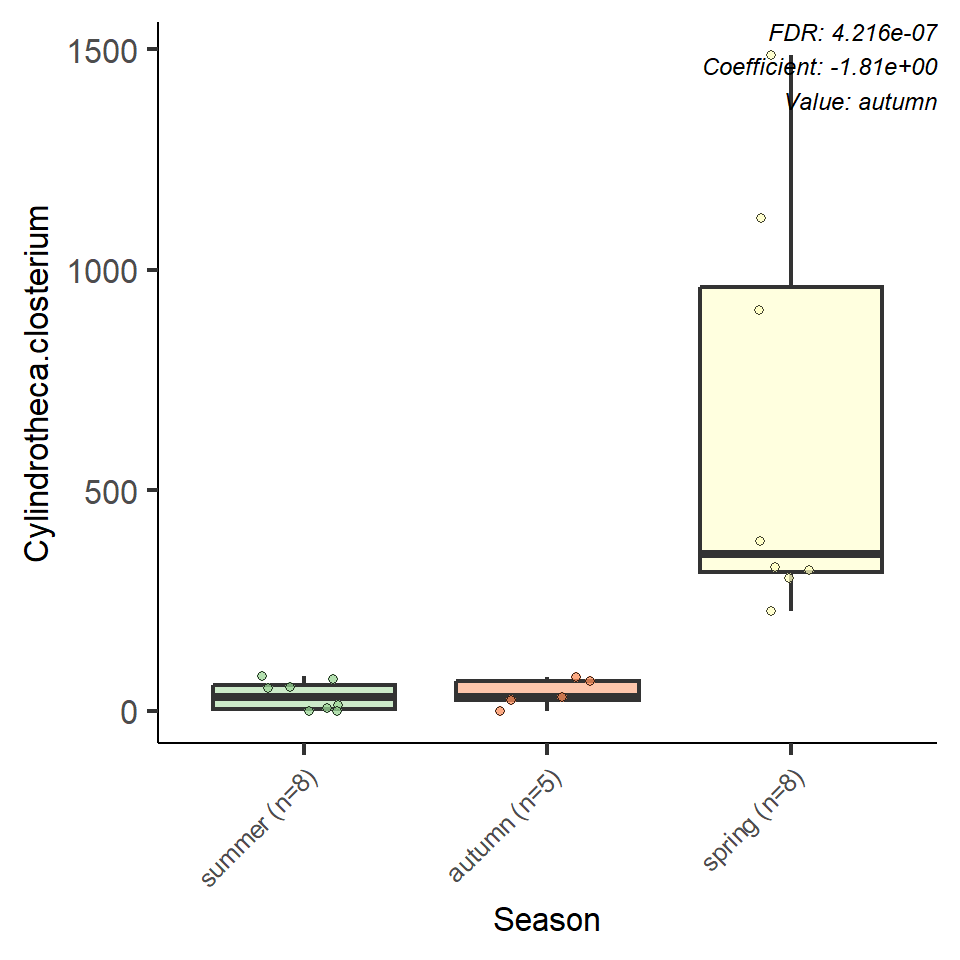 FDR: 4.216e-07
Coefficient: -1.81e+00
Value: autumn
Cylindrotheca.closterium
1500
1000
500
0
summer (n=8)
autumn (n=5)
spring (n=8)
Season